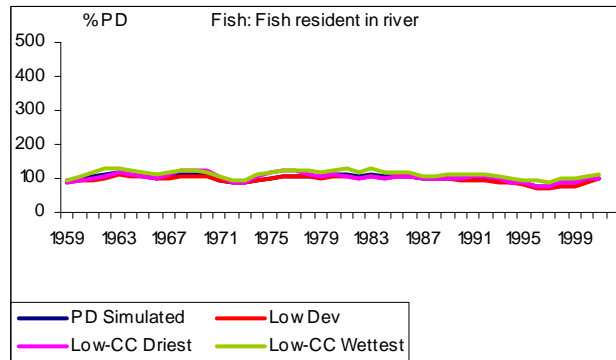 %PD Fish: Fish resident in river
500
400
300
200
100
0
1959 1963 1967 1971 1975 1979 1983 1987 1991 1995 1999
PD Simulated Low Dev
Low-CC Driest Low-CC Wettest